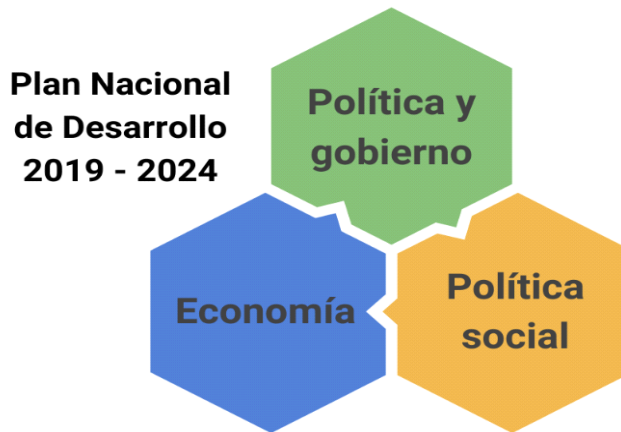 Plan Nacional
de Desarrollo
2019 - 2024
Política y
gobierno
Economía
Política
social